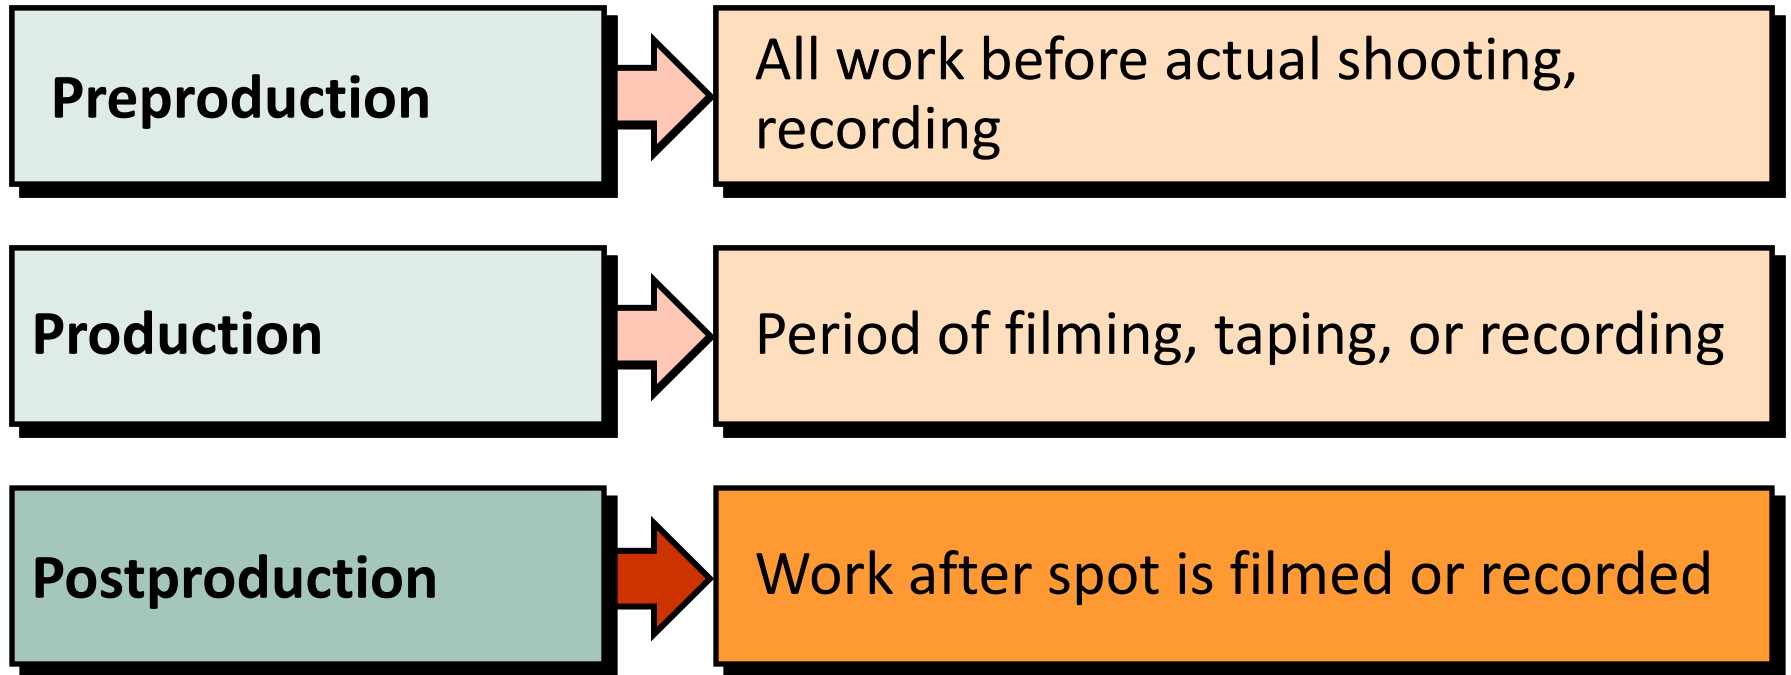 Preproduction
All work before actual shooting,
recording
Production
Period of filming, taping, or recording
Postproduction
Work after spot is filmed or recorded